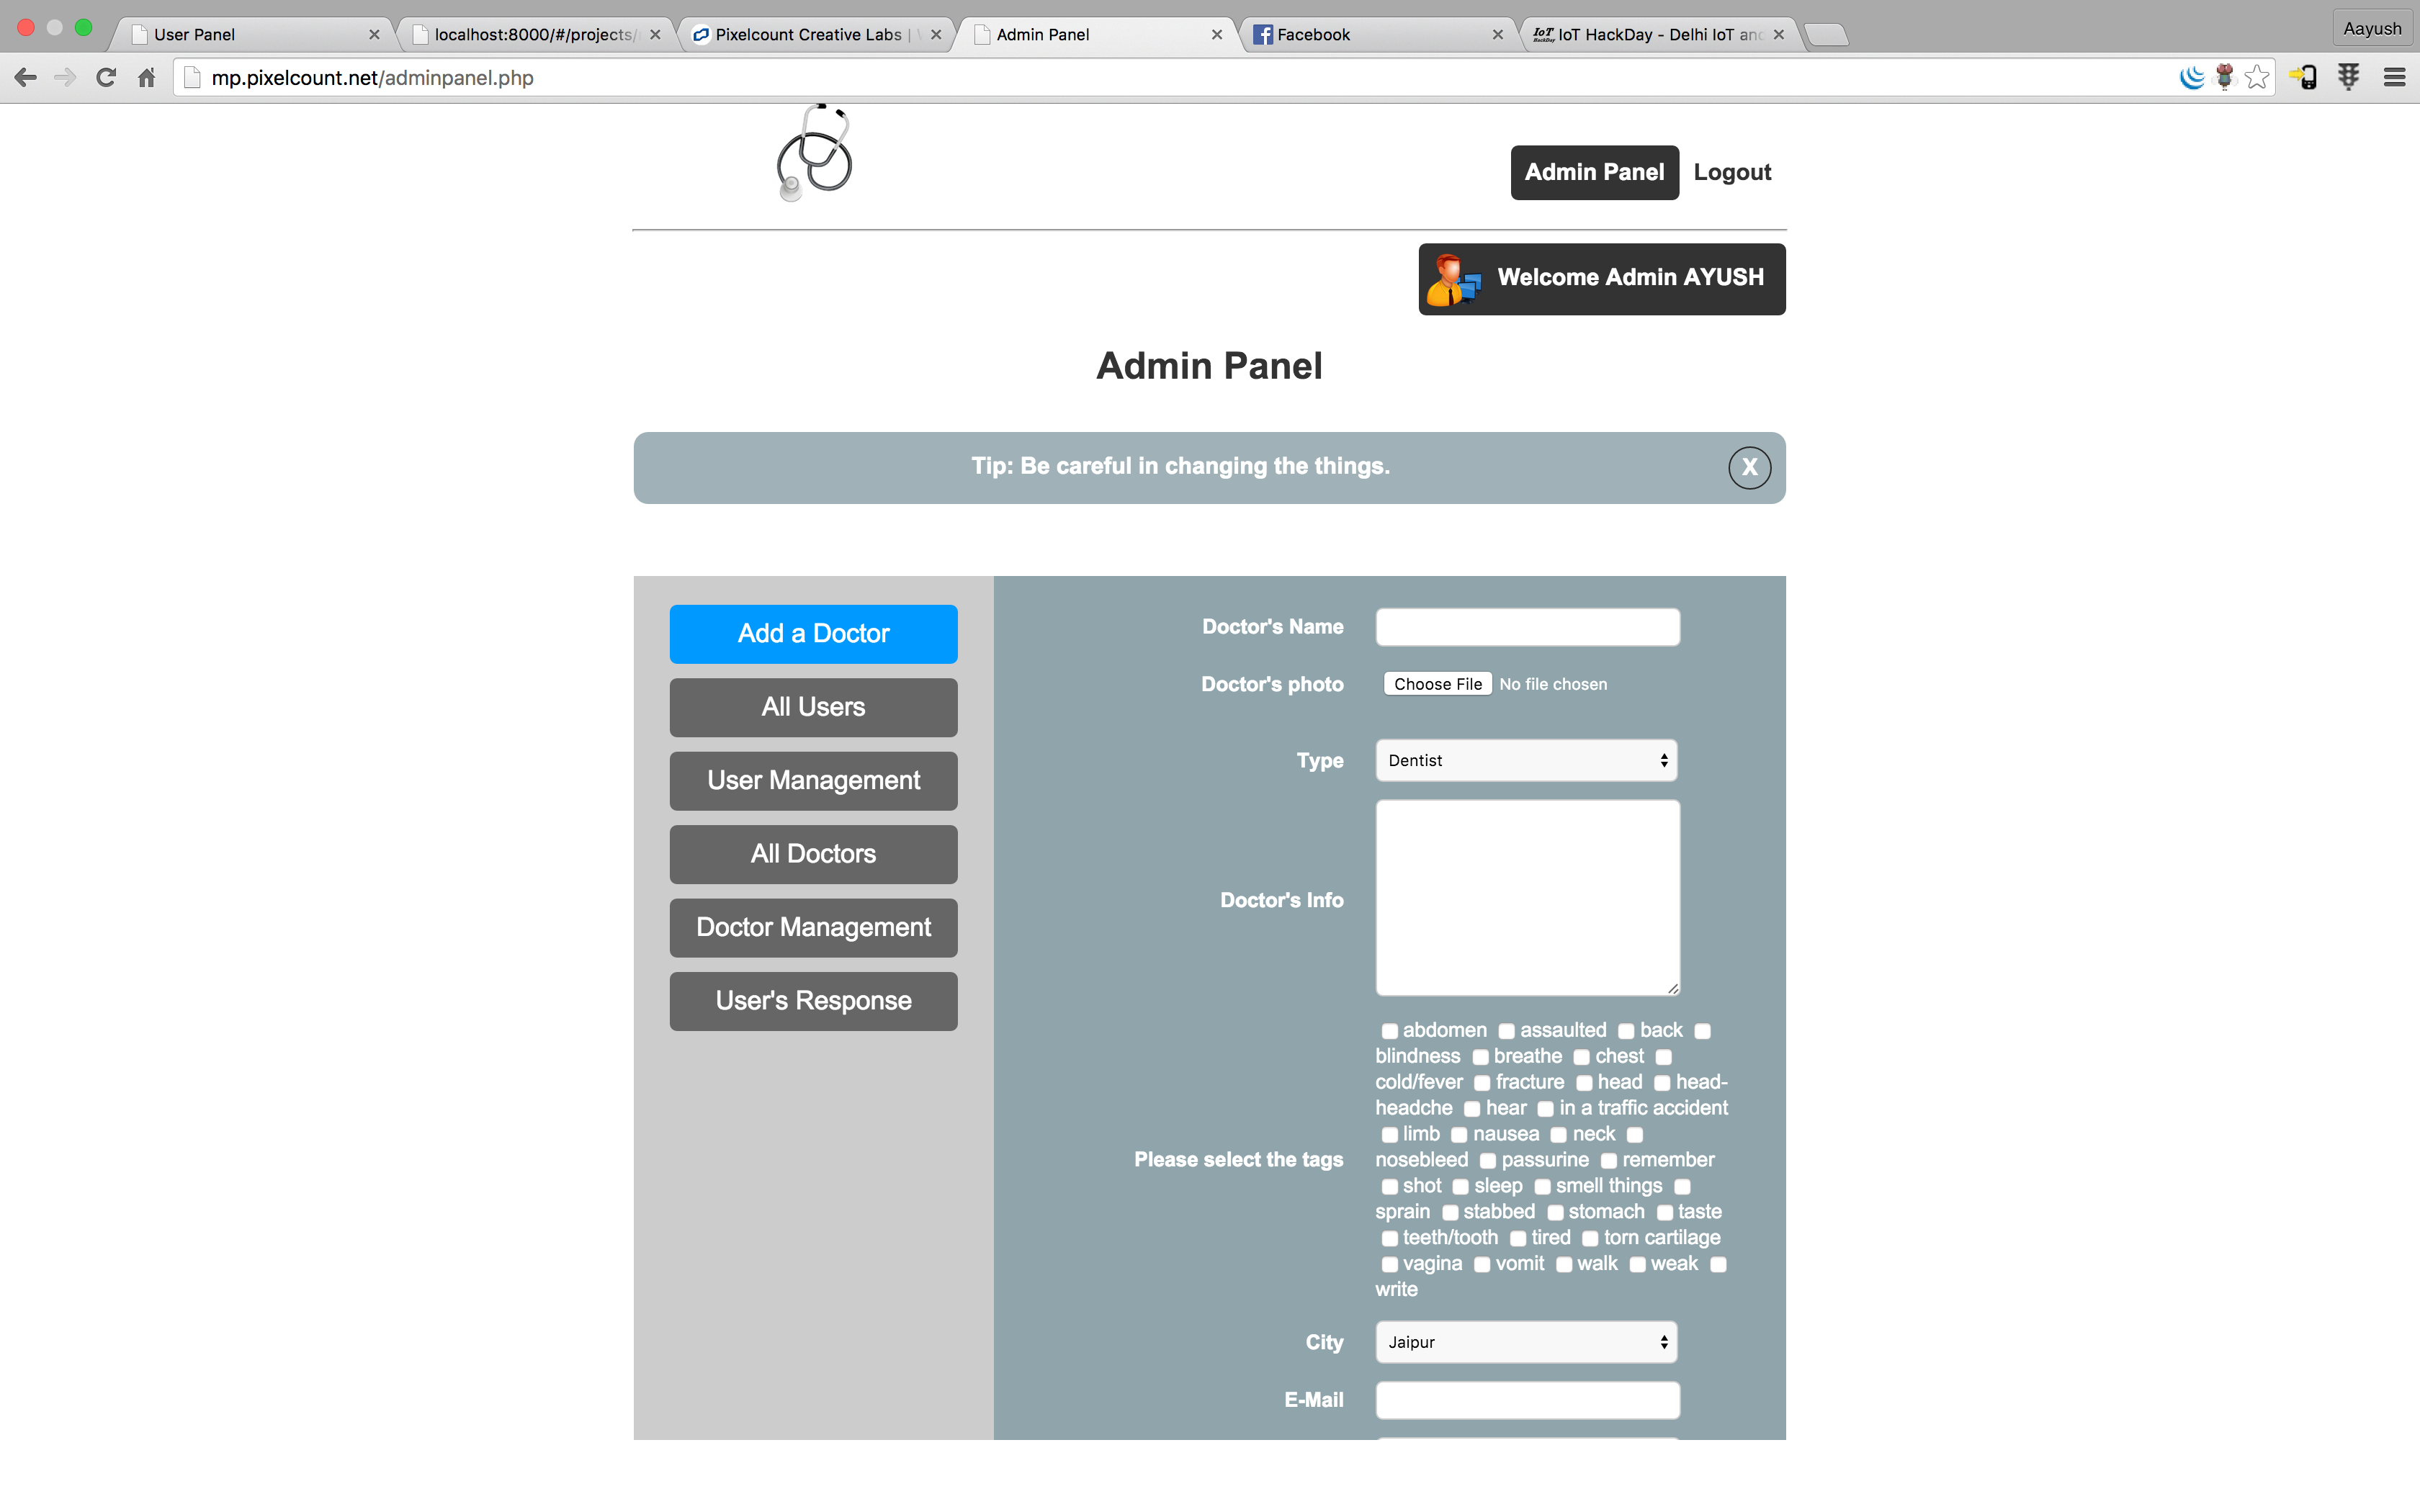 User Panel
localhost:8000/#/projects/
Pixelcount Creative Labs |
Admin Panel
Facebook
IoT HackDay IoT HackDay - Delhi IoT and
Aayush
mp.pixelcount.net/adminpanel.php
Admin Panel Logout
Welcome Admin AYUSH
Admin Panel
Tip: Be careful in changing the things.
X
Add a Doctor
All Users
User Management
All Doctors
Doctor Management
User's Response
Doctor's Name
Doctor's photo Choose File No file chosen
Type Dentist
Doctor's Info
Please select the tags
abdomen assaulted back
blindness breathe chest
cold/fever fracture head head-
headche hear in a traffic accident
limb nausea neck
nosebleed passurine remember
shot sleep smell things
sprain stabbed stomach taste
teeth/tooth tired torn cartilage
vagina vomit walk weak
write
City Jaipur
E-Mail